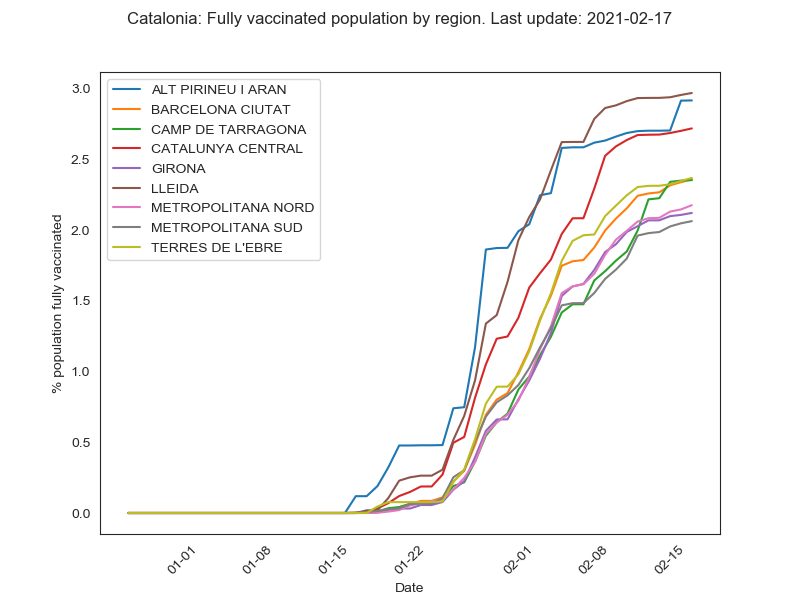 Catalonia: Fully vaccinated population by region. Last update: 2021-02-17
3.0
2.5
2.0
1.5
1.0
0.5
0.0
% population fully vaccinated
ALT PIRINEU I ARAN
BARCELONA CIUTAT
CAMP DE TARRAGONA
CATALUNYA CENTRAL
GIRONA
LLEIDA
METROPOLITANA NORD
METROPOLITANA SUD
TERRES DE L'EBRE
01-01
01-08
01-15
01-22
02-01
02-08
02-15
Date